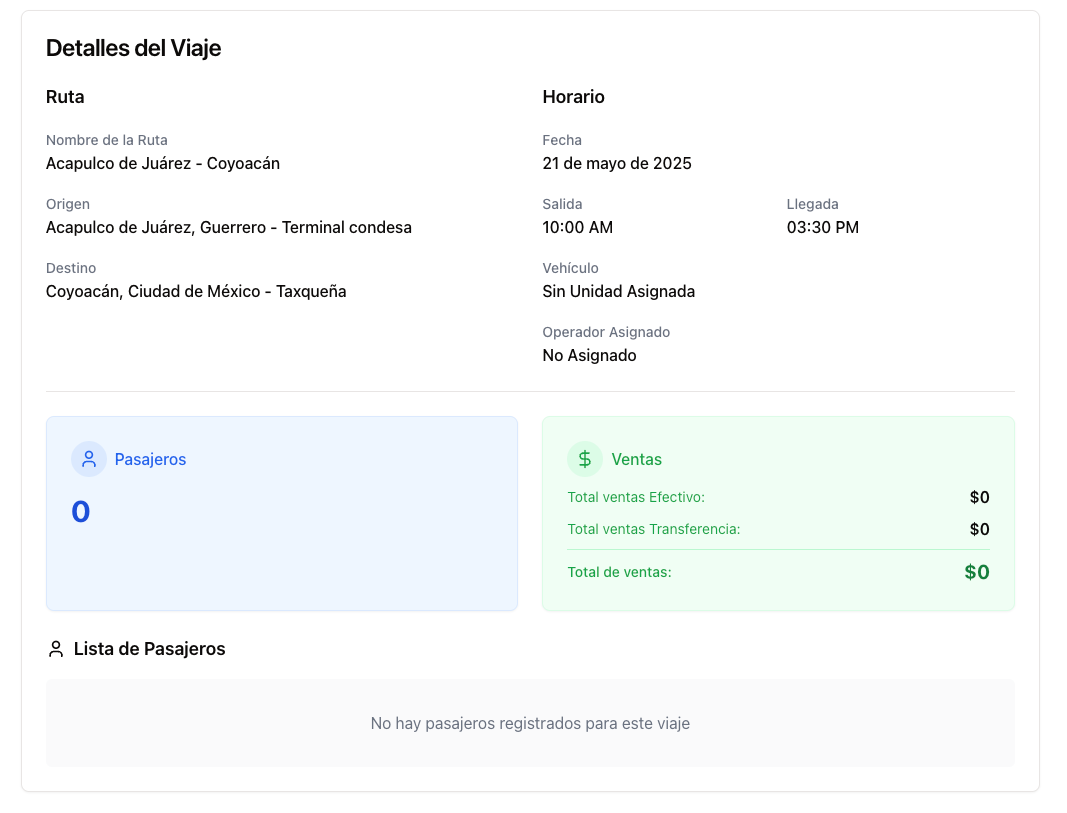 Detalles del Viaje
Ruta
Nombre de la Ruta
Acapulco de Juárez - Coyoacán
Origen
Acapulco de Juárez, Guerrero - Terminal condesa
Destino
Coyoacán, Ciudad de México - Taxqueña
Horario
Fecha
21 de mayo de 2025
Salida
10:00 AM
Llegada
03:30 PM
Vehículo
Sin Unidad Asignada
Operador Asignado
No Asignado
Pasajeros
0
$ Ventas
Total ventas Efectivo: $0
Total ventas Transferencia: $0
Total de ventas: $0
Lista de Pasajeros
No hay pasajeros registrados para este viaje